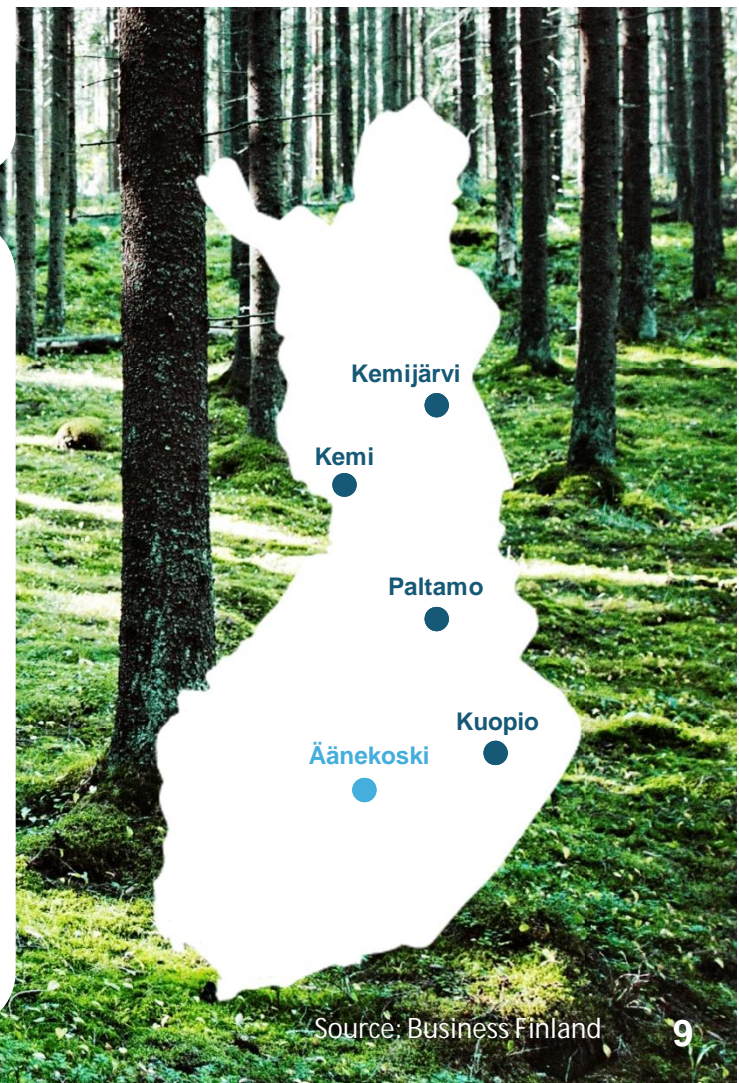 Kemijärvi
Kemi
Paltamo
Kuopio
Äänekoski
Source: Business Finland 9